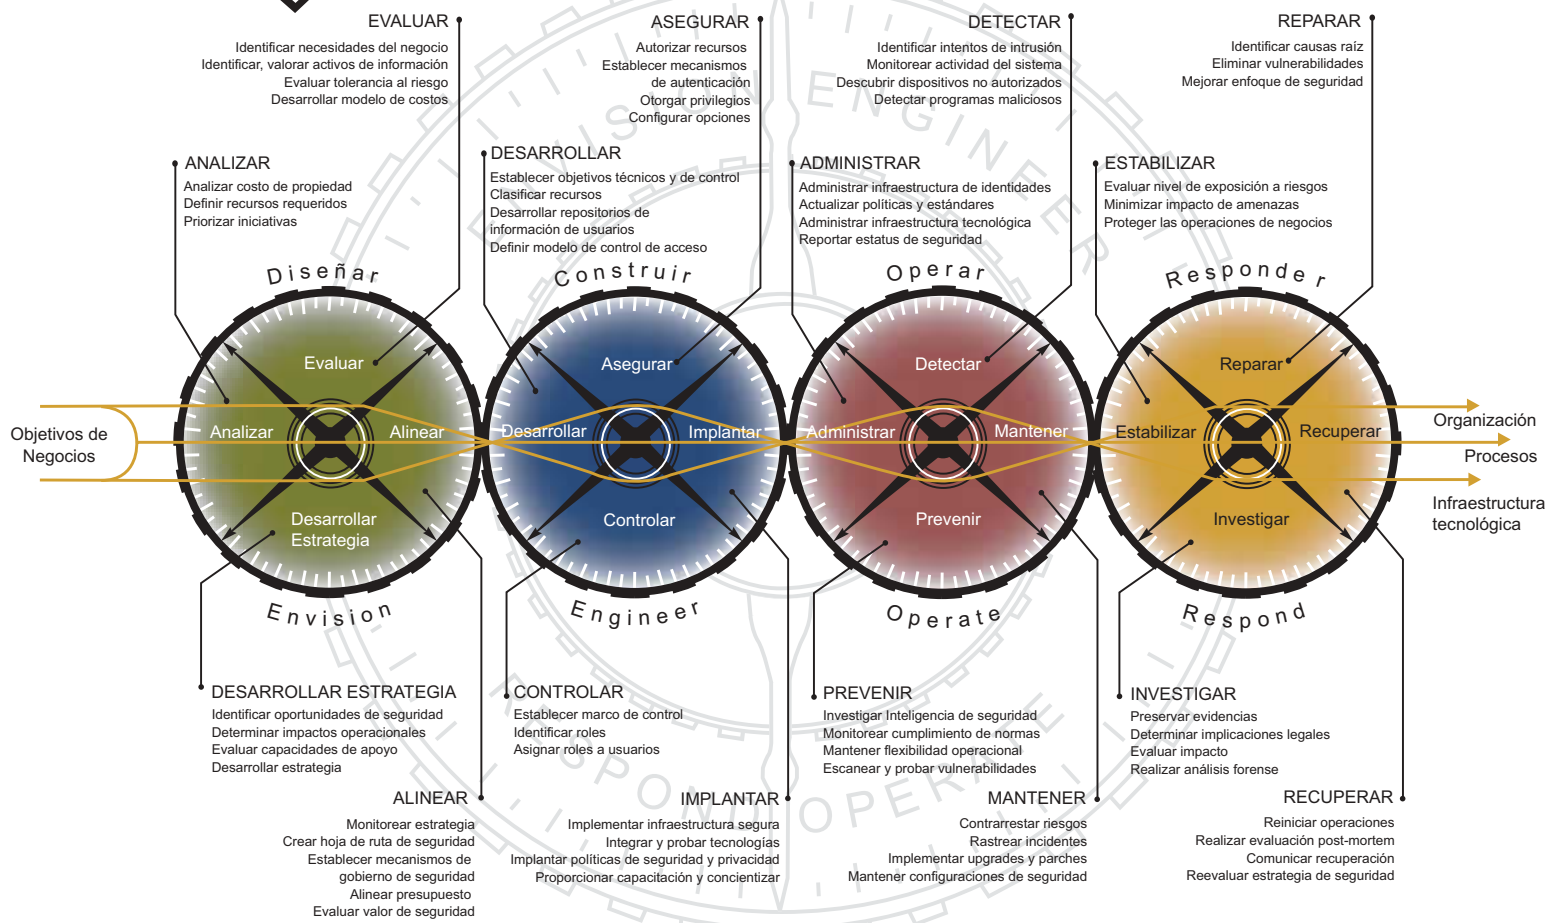 EVALUAR
Identificar necesidades del negocio
Identificar, valorar activos de información
Evaluar tolerancia al riesgo
Desarrollar modelo de costos
ASEGURAR
Autorizar recursos
Establecer mecanismos
de autenticación
Otorgar privilegios
Configurar opciones
DETECTAR
Identificar intentos de intrusión
Monitorear actividad del sistema
Descubrir dispositivos no autorizados
Detectar programas maliciosos
REPARAR
Identificar causas raíz
Eliminar vulnerabilidades
Mejorar enfoque de seguridad
ANALIZAR
Analizar costo de propiedad
Definir recursos requeridos
Priorizar iniciativas
DESARROLLAR
Establecer objetivos técnicos y de control
Clasificar recursos
Desarrollar repositorios de
información de usuarios
Definir modelo de control de acceso
ADMINISTRAR
Administrar infraestructura de identidades
Actualizar políticas y estándares
Administrar infraestructura tecnológica
Reportar estatus de seguridad
ESTABILIZAR
Evaluar nivel de exposición a riesgos
Minimizar impacto de amenazas
Proteger las operaciones de negocios
ENVISION
ENGINEER
Diseñar
Construir
Operar
Responder
Evaluar
Asegurar
Detectar
Reparar
Objetivos de
Negocios
Analizar
Alinear
Desarrollar
Implantar
Administrar
Mantener
Estabilizar
Recuperar
Organización
Procesos
Infraestructura
tecnológica
Desarrollar
Estrategia
Controlar
Prevenir
Investigar
Envision
Engineer
Operate
Respond
RESPOND
OPERATE
DESARROLLAR ESTRATEGIA
Identificar oportunidades de seguridad
Determinar impactos operacionales
Evaluar capacidades de apoyo
Desarrollar estrategia
CONTROLAR
Establecer marco de control
Identificar roles
Asignar roles a usuarios
PREVENIR
Investigar Inteligencia de seguridad
Monitorear cumplimiento de normas
Mantener flexibilidad operacional
Escanear y probar vulnerabilidades
INVESTIGAR
Preservar evidencias
Determinar implicaciones legales
Evaluar impacto
Realizar análisis forense
ALINEAR
Monitorear estrategia
Crear hoja de ruta de seguridad
Establecer mecanismos de
gobierno de seguridad
Alinear presupuesto
Evaluar valor de seguridad
IMPLANTAR
Implementar infraestructura segura
Integrar y probar tecnologías
Implantar políticas de seguridad y privacidad
Proporcionar capacitación y concientizar
MANTENER
Contrarrestar riesgos
Rastrear incidentes
Implementar upgrades y parches
Mantener configuraciones de seguridad
RECUPERAR
Reiniciar operaciones
Realizar evaluación post-mortem
Comunicar recuperación
Reevaluar estrategia de seguridad